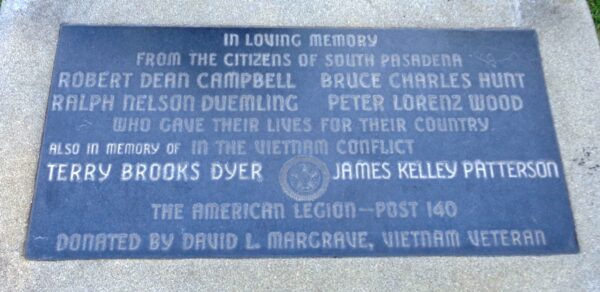 IN LOVING MEMORY
FROM THE CITIZENS OF SOUTH PASADENA
ROBERT DEAN CAMPBELL BRUCE CHARLES HUNT
RALPH NELSON DUEMLING PETER LORENZ WOOD
WHO GAVE THEIR LIVES FOR THEIR COUNTRY
ALSO IN MEMORY OF IN THE VIETNAM CONFLICT
TERRY BROOKS DYER JAMES KELLEY PATTERSON
THE AMERICAN LEGION—POST 140
DONATED BY DAVID L. MARGRAVE, VIETNAM VETERAN